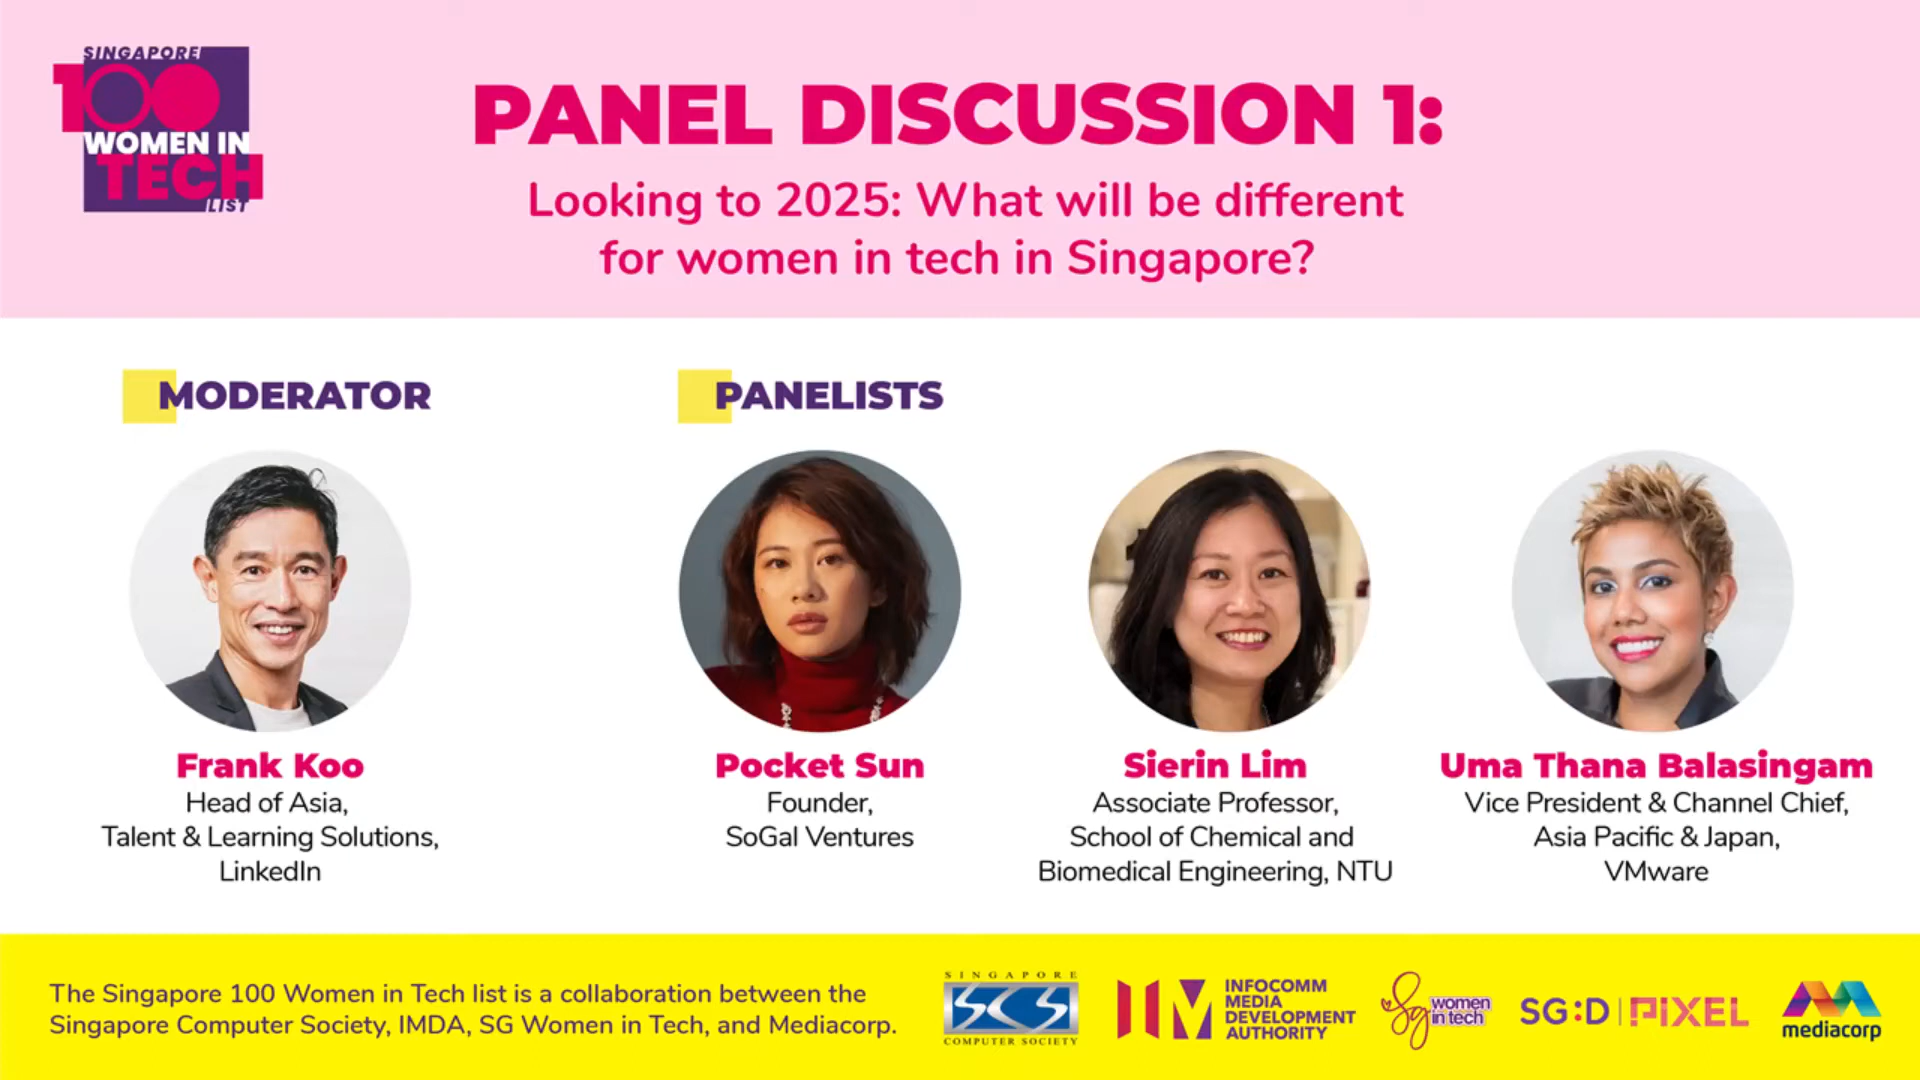 SINGAPORE
100
WOMEN IN
TECH
LIST
PANEL DISCUSSION 1:
Looking to 2025: What will be different
for women in tech in Singapore?
MODERATOR
PANELISTS
Frank Koo
Head of Asia,
Talent & Learning Solutions,
LinkedIn
Pocket Sun
Founder,
SoGal Ventures
Sierin Lim
Associate Professor,
School of Chemical and
Biomedical Engineering, NTU
Uma Thana Balasingam
Vice President & Channel Chief,
Asia Pacific & Japan,
VMware
The Singapore 100 Women in Tech list is a collaboration between the
Singapore Computer Society, IMDA, SG Women in Tech, and Mediacorp.
SINGAPORE
SCS
COMPUTER SOCIETY
INFOCOMM
MEDIA
DEVELOPMENT
AUTHORITY
Sg women
in tech
SG:D | PIXEL
mediacorp